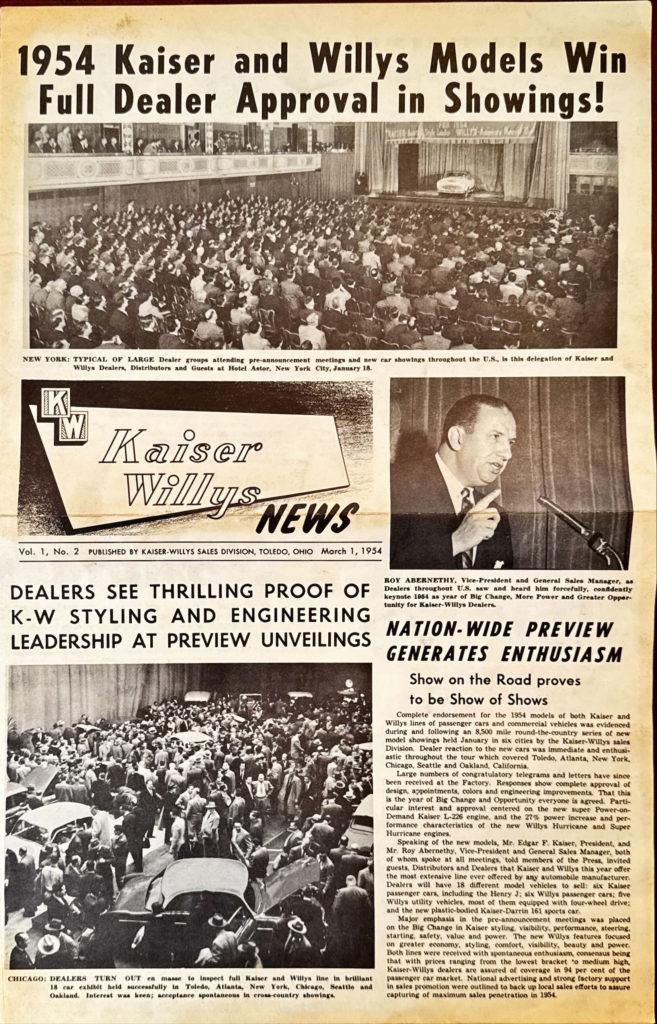 1954 Kaiser and Willys Models Win
Full Dealer Approval in Showings!
NEW YORK: TYPICAL OF LARGE Dealer groups attending pre-announcement meetings and new car showings throughout the U.S., is this delegation of Kaiser and
Willys Dealers, Distributors and Guests at Hotel Astor, New York City, January 18.
K
W
Kaiser
Willys
NEWS
Vol. 1, No. 2 PUBLISHED BY KAISER-WILLYS SALES DIVISION, TOLEDO, OHIO March 1, 1954
ROY ABERNETHY, Vice-President and General Sales Manager, as
Dealers throughout U.S. saw and heard him forcefully, confidently
keynote 1954 as year of Big Change, More Power and Greater Oppor-
tunity for Kaiser-Willys Dealers.
DEALERS SEE THRILLING PROOF OF
K-W STYLING AND ENGINEERING
LEADERSHIP AT PREVIEW UNVEILINGS
CHICAGO: DEALERS TURN OUT en masse to inspect full Kaiser and Willys line in brilliant
18 car exhibit held successfully in Toledo, Atlanta, New York, Chicago, Seattle and
Oakland. Interest was keen; acceptance spontaneous in cross-country showings.
NATION-WIDE PREVIEW
GENERATES ENTHUSIASM
Show on the Road proves
to be Show of Shows
Complete endorsement for the 1954 models of both Kaiser and
Willys lines of passenger cars and commercial vehicles was evidenced
during and following an 8,500 mile round-the-country series of new
model showings held January in six cities by the Kaiser-Willys sales
Division. Dealer reaction to the new cars was immediate and enthusi-
astic throughout the tour which covered Toledo, Atlanta, New York,
Chicago, Seattle and Oakland, California.
Large numbers of congratulatory telegrams and letters have since
been received at the Factory. Responses show complete approval of
design, appointments, colors and engineering improvements. That this
is the year of Big Change and Opportunity everyone is agreed. Parti-
cular interest and approval centered on the new super Power-on-
Demand Kaiser L-226 engine, and the 27% power increase and per-
formance characteristics of the new Willys Hurricane and Super
Hurricane engines.
Speaking of the new models, Mr. Edgar F. Kaiser, President, and
Mr. Roy Abernethy, Vice-President and General Sales Manager, both
of whom spoke at all meetings, told members of the Press, invited
guests, Distributors and Dealers that Kaiser and Willys this year offer
the most extensive line ever offered by any automobile manufacturer.
Dealers will have 18 different model vehicles to sell: six Kaiser
passenger cars, including the Henry J; six Willys passenger cars; five
Willys utility vehicles, most of them equipped with four-wheel drive;
and the new plastic-bodied Kaiser-Darrin 161 sports car.
Major emphasis in the pre-announcement meetings was placed
on the Big Change in Kaiser styling, visibility, performance, steering,
starting, safety, value and power. The new Willys features focused
on greater economy, styling, comfort, visibility, beauty and power.
Both lines were received with spontaneous enthusiasm, consensus being
that with prices ranging from the lowest bracket to medium high,
Kaiser-Willys dealers are assured of coverage in 94 per cent of the
passenger car market. National advertising and strong factory support
in sales promotion were outlined to back up local sales efforts to assure
capturing of maximum sales penetration in 1954.